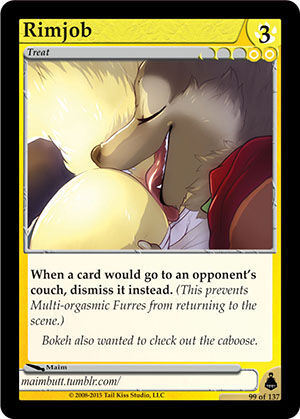 Rimjob
3
Treat
When a card would go to an opponent's
couch, dismiss it instead. (This prevents
Multi-orgasmic Furres from returning to the
scene.)
Bokeh also wanted to check out the caboose.
Maim
maimbutt.tumblr.com/
99 of 137
© 2008-2015 Tail Kiss Studio, LLC